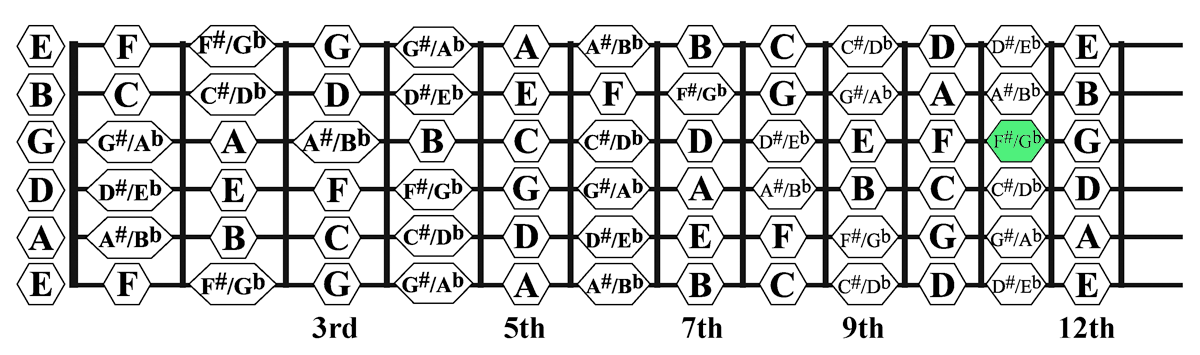 E F F#/Gb G G#/Ab A A#/Bb B C C#/Db D D#/Eb E
B C C#/Db D D#/Eb E F F#/Gb G G#/Ab A A#/Bb B
G G#/Ab A A#/Bb B C C#/Db D D#/Eb E F F#/Gb G
D D#/Eb E F F#/Gb G G#/Ab A A#/Bb B C C#/Db D
A A#/Bb B C C#/Db D D#/Eb E F F#/Gb G G#/Ab A
E F F#/Gb G G#/Ab A A#/Bb B C C#/Db D D#/Eb E
3rd 5th 7th 9th 12th